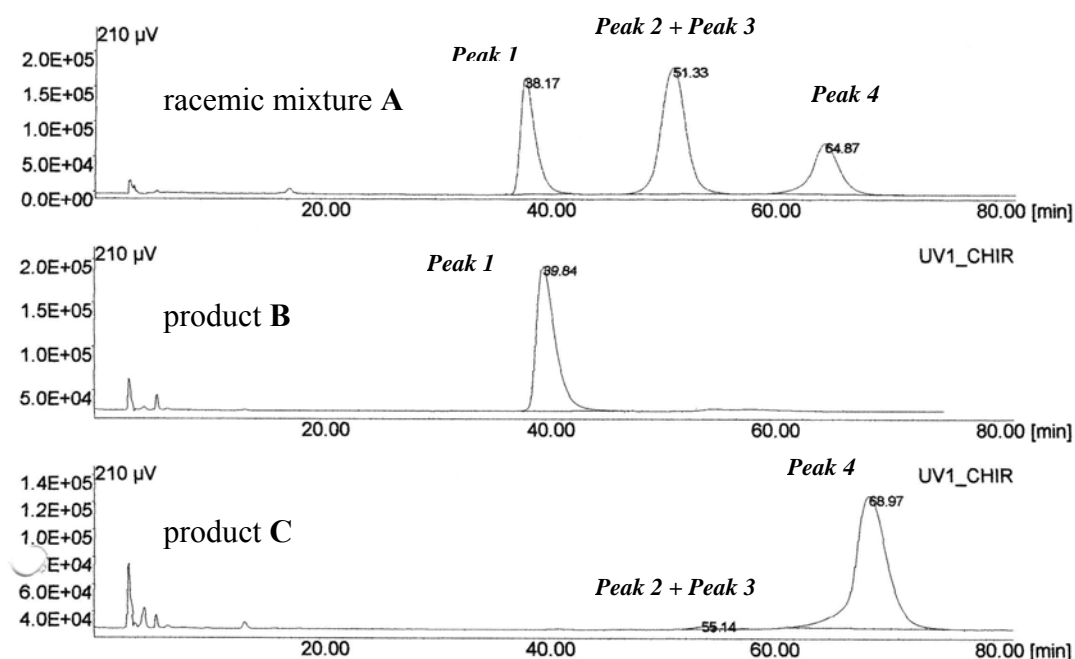 210 µV
Peak 1
Peak 2 + Peak 3
Peak 4
2.0E+05
1.5E+05
1.0E+05
5.0E+04
0.0E+00
racemic mixture A
38.17
51.33
64.87
20.00 40.00 60.00 80.00 [min]
210 µV
Peak 1
UV1_CHIR
2.0E+05
1.5E+05
1.0E+05
5.0E+04
product B
39.84
20.00 40.00 60.00 80.00 [min]
210 µV
Peak 4
UV1_CHIR
1.4E+05
1.2E+05
1.0E+05
E+04
6.0E+04
4.0E+04
product C
68.97
Peak 2 + Peak 3
55.14
20.00 40.00 60.00 80.00 [min]